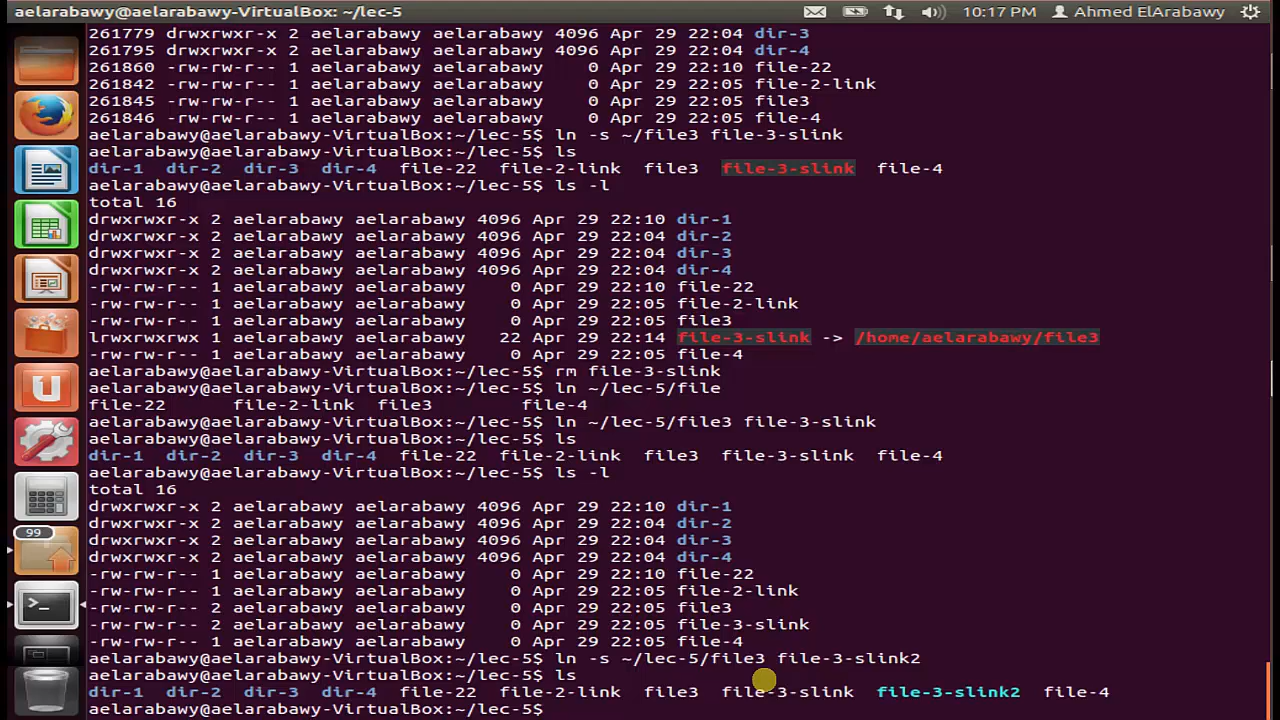 aelarabawy@aelarabawy-VirtualBox: ~/lec-5 10:17 PM Ahmed ElArabawy
261779 drwxrwxr-x 2 aelarabawy aelarabawy 4096 Apr 29 22:04 dir-3
261795 drwxrwxr-x 2 aelarabawy aelarabawy 4096 Apr 29 22:04 dir-4
261860 -rw-rw-r-- 1 aelarabawy aelarabawy 0 Apr 29 22:10 file-22
261842 -rw-rw-r-- 1 aelarabawy aelarabawy 0 Apr 29 22:05 file-2-link
261845 -rw-rw-r-- 1 aelarabawy aelarabawy 0 Apr 29 22:05 file3
261846 -rw-rw-r-- 1 aelarabawy aelarabawy 0 Apr 29 22:05 file-4
aelarabawy@aelarabawy-VirtualBox:~/lec-5$ ln -s ~/file3 file-3-slink
aelarabawy@aelarabawy-VirtualBox:~/lec-5$ ls
dir-1 dir-2 dir-3 dir-4 file-22 file-2-link file3 file-3-slink file-4
aelarabawy@aelarabawy-VirtualBox:~/lec-5$ ls -l
total 16
drwxrwxr-x 2 aelarabawy aelarabawy 4096 Apr 29 22:10 dir-1
drwxrwxr-x 2 aelarabawy aelarabawy 4096 Apr 29 22:04 dir-2
drwxrwxr-x 2 aelarabawy aelarabawy 4096 Apr 29 22:04 dir-3
drwxrwxr-x 2 aelarabawy aelarabawy 4096 Apr 29 22:04 dir-4
-rw-rw-r-- 1 aelarabawy aelarabawy 0 Apr 29 22:10 file-22
-rw-rw-r-- 1 aelarabawy aelarabawy 0 Apr 29 22:05 file-2-link
-rw-rw-r-- 1 aelarabawy aelarabawy 0 Apr 29 22:05 file3
lrwxrwxrwx 1 aelarabawy aelarabawy 22 Apr 29 22:14 file-3-slink -> /home/aelarabawy/file3
-rw-rw-r-- 1 aelarabawy aelarabawy 0 Apr 29 22:05 file-4
aelarabawy@aelarabawy-VirtualBox:~/lec-5$ rm file-3-slink
aelarabawy@aelarabawy-VirtualBox:~/lec-5$ ln ~/lec-5/file
file-22 file-2-link file3 file-4
aelarabawy@aelarabawy-VirtualBox:~/lec-5$ ln ~/lec-5/file3 file-3-slink
aelarabawy@aelarabawy-VirtualBox:~/lec-5$ ls
dir-1 dir-2 dir-3 dir-4 file-22 file-2-link file3 file-3-slink file-4
aelarabawy@aelarabawy-VirtualBox:~/lec-5$ ls -l
total 16
drwxrwxr-x 2 aelarabawy aelarabawy 4096 Apr 29 22:10 dir-1
drwxrwxr-x 2 aelarabawy aelarabawy 4096 Apr 29 22:04 dir-2
drwxrwxr-x 2 aelarabawy aelarabawy 4096 Apr 29 22:04 dir-3
drwxrwxr-x 2 aelarabawy aelarabawy 4096 Apr 29 22:04 dir-4
-rw-rw-r-- 1 aelarabawy aelarabawy 0 Apr 29 22:10 file-22
-rw-rw-r-- 1 aelarabawy aelarabawy 0 Apr 29 22:05 file-2-link
-rw-rw-r-- 2 aelarabawy aelarabawy 0 Apr 29 22:05 file3
-rw-rw-r-- 2 aelarabawy aelarabawy 0 Apr 29 22:05 file-3-slink
-rw-rw-r-- 1 aelarabawy aelarabawy 0 Apr 29 22:05 file-4
aelarabawy@aelarabawy-VirtualBox:~/lec-5$ ln -s ~/lec-5/file3 file-3-slink2
aelarabawy@aelarabawy-VirtualBox:~/lec-5$ ls
dir-1 dir-2 dir-3 dir-4 file-22 file-2-link file3 file-3-slink file-3-slink2 file-4
aelarabawy@aelarabawy-VirtualBox:~/lec-5$
99